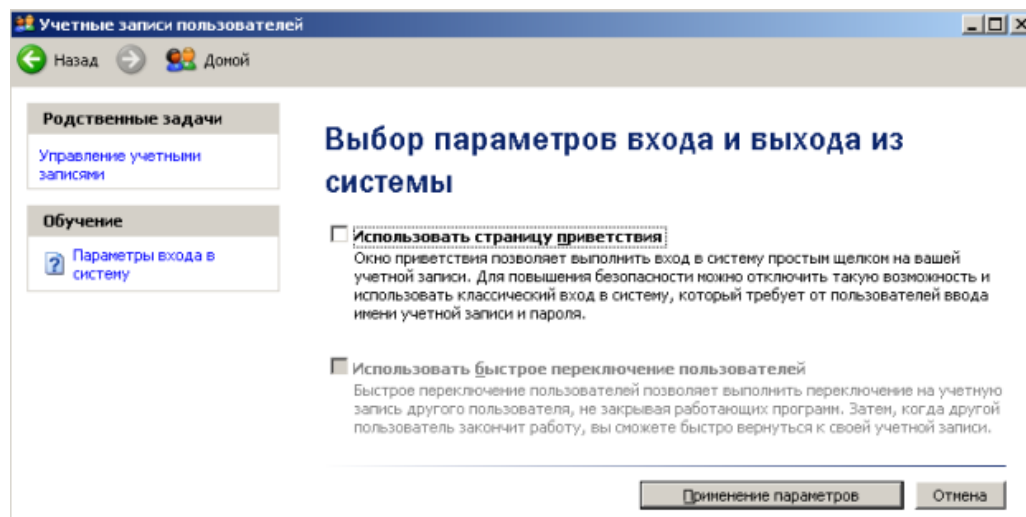 Учетные записи пользователей
Назад
Домой
Родственные задачи
Управление учетными
записями
Обучение
Параметры входа в
систему
Выбор параметров входа и выхода из
системы
Использовать страницу приветствия
Окно приветствия позволяет выполнить вход в систему простым щелком на вашей
учетной записи. Для повышения безопасности можно отключить такую возможность и
использовать классический вход в систему, который требует от пользователей ввода
имени учетной записи и пароля.
Использовать быстрое переключение пользователей
Быстрое переключение пользователей позволяет выполнить переключение на учетную
запись другого пользователя, не закрывая работающих программ. Затем, когда другой
пользователь закончит работу, вы сможете быстро вернуться к своей учетной записи.
Применение параметров
Отмена